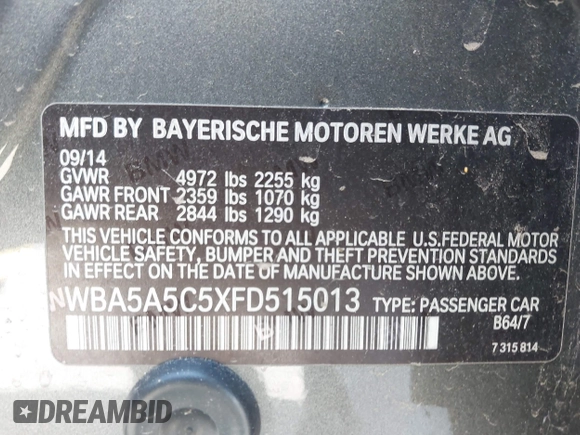 MFD BY BAYERISCHE MOTOREN WERKE AG
09/14
GVWR 4972 lbs 2255 kg
GAWR FRONT 2359 lbs 1070 kg
GAWR REAR 2844 lbs 1290 kg
THIS VEHICLE CONFORMS TO ALL APPLICABLE U.S.FEDERAL MOTOR
VEHICLE SAFETY, BUMPER AND THEFT PREVENTION STANDARDS
IN EFFECT ON THE DATE OF MANUFACTURE SHOWN ABOVE.
WBA5A5C5XFD515013 TYPE: PASSENGER CAR
B64/7
7 315 814
DREAMBID